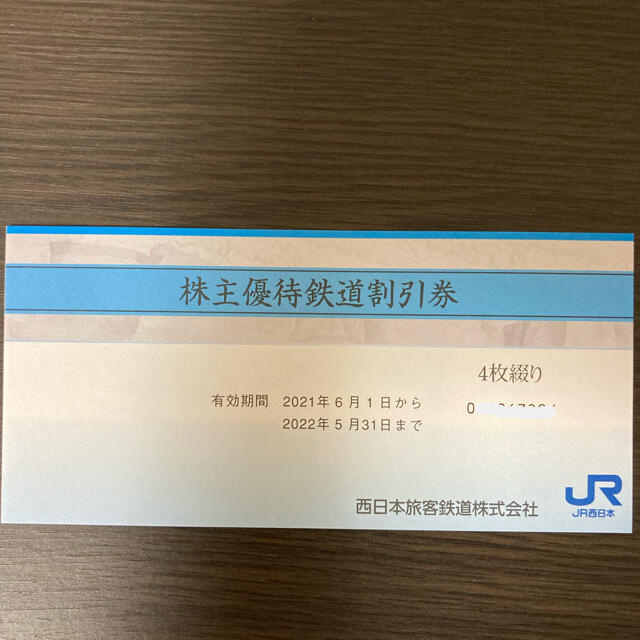 株主優待鉄道割引券
4枚綴り
有効期間 2021年6月1日から
2022年5月31日まで
西日本旅客鉄道株式会社
JR
JR西日本